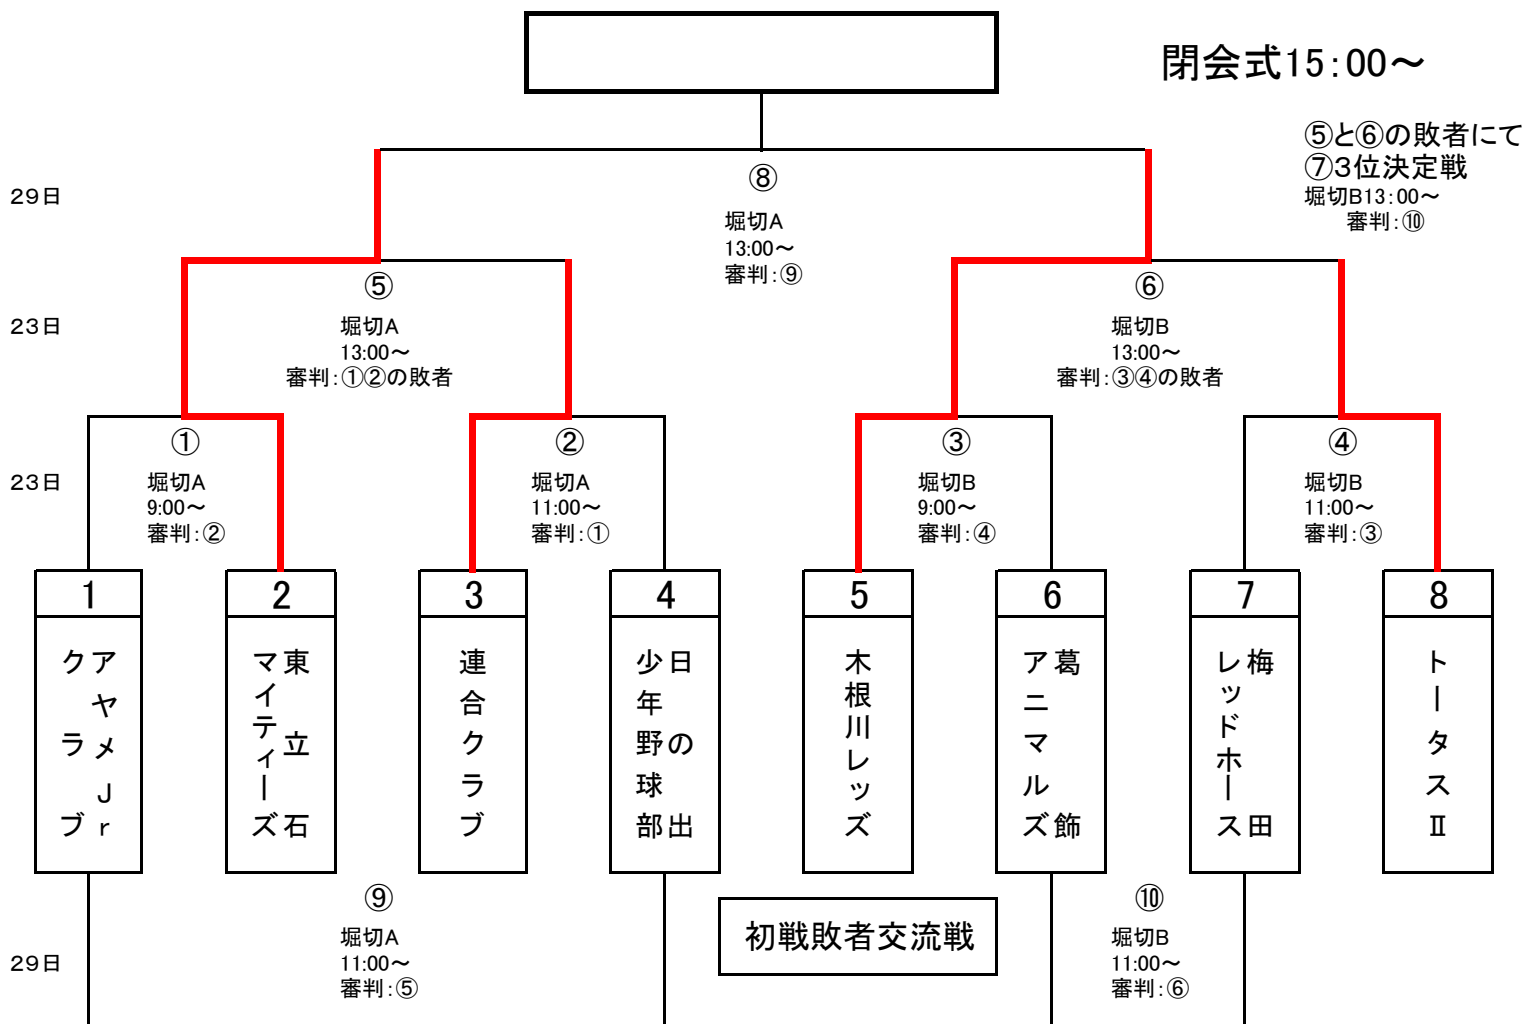 閉会式15:00～
⑤と⑥の敗者にて
⑦3位決定戦
堀切B13:00～
審判:⑩
29日
⑧
堀切A
13:00～
審判:⑨
23日
⑤
堀切A
13:00～
審判:①②の敗者
⑥
堀切B
13:00～
審判:③④の敗者
23日
①
堀切A
9:00～
審判:②
②
堀切A
11:00～
審判:①
③
堀切B
9:00～
審判:④
④
堀切B
11:00～
審判:③
1
アヤメJr
クラブ
2
東立石
マイティーズ
3
連合クラブ
4
日の出
少年野球部
5
木根川レッズ
6
葛飾
アニマルズ
7
梅田
レッドホース
8
トータスⅡ
29日
⑨
堀切A
11:00～
審判:⑤
初戦敗者交流戦
⑩
堀切B
11:00～
審判:⑥